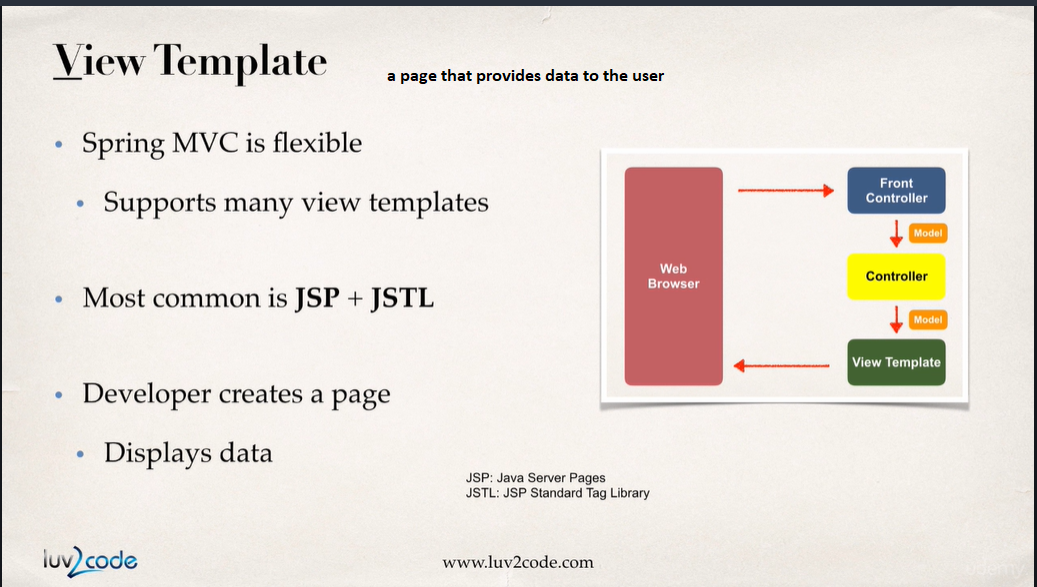 View Template
a page that provides data to the user
• Spring MVC is flexible
• Supports many view templates
• Most common is JSP + JSTL
• Developer creates a page
• Displays data
Web
Browser
Front
Controller
Model
Controller
Model
View Template
JSP: Java Server Pages
JSTL: JSP Standard Tag Library
luv2code
www.luv2code.com